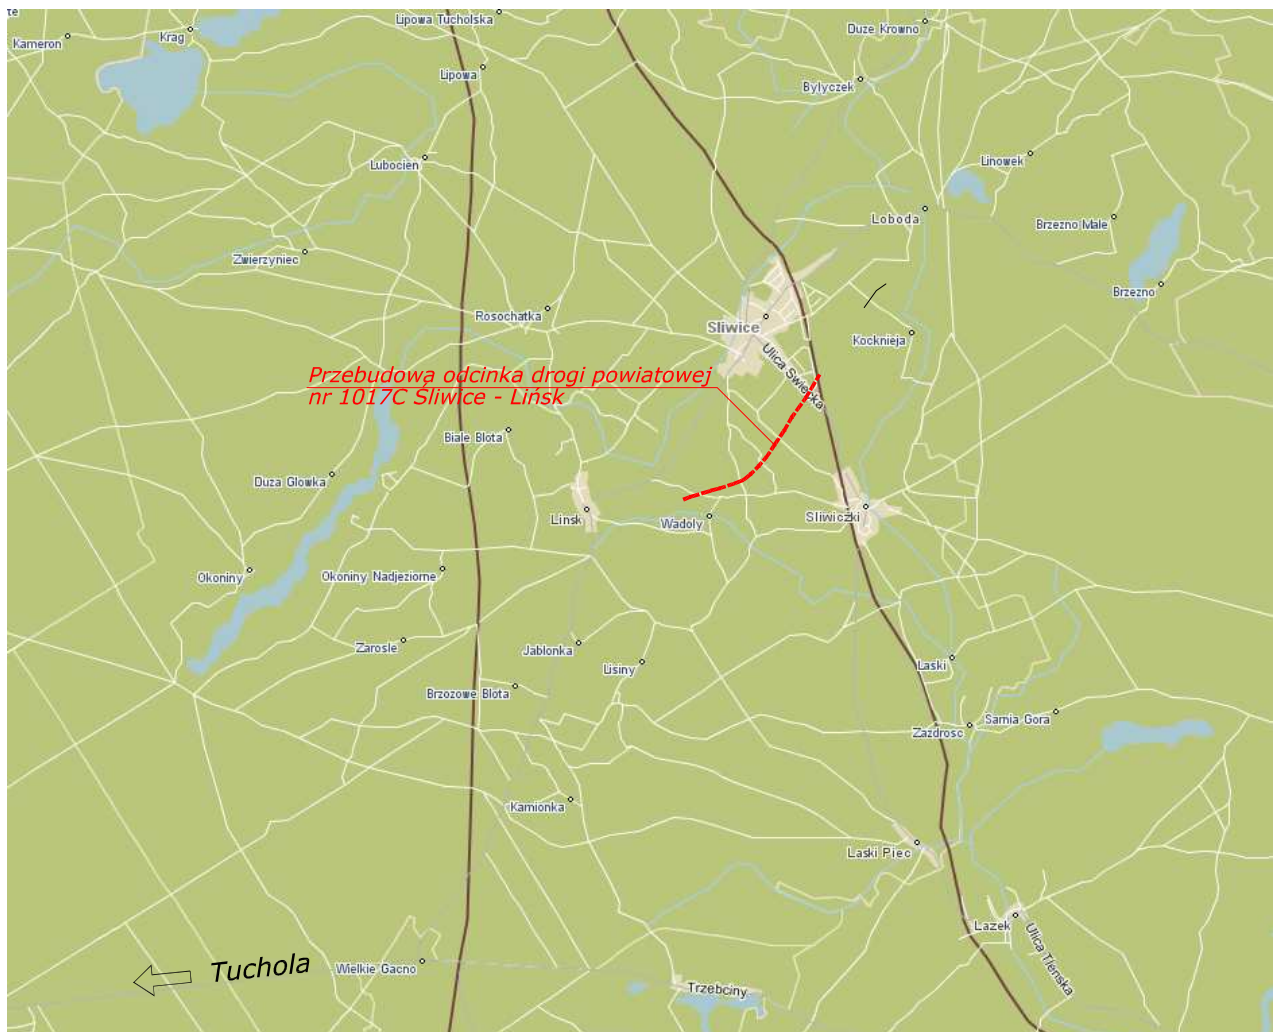 te
Kameron
Krag
Lipowa Tucholska
Duze Krowno
Lipowa
Bylyczek
Lubocien
Linowek
Loboda
Brzezno Male
Zwierzyniec
Brzezno
Rosochatka
Sliwice
Kocknieja
Ulica Swiecka
Przebudowa odcinka drogi powiatowej
nr 1017C Śliwice - Lińsk
Biale Blota
Duza Glowka
Linsk
Wadoly
Sliwiczki
Okoniny
Okoniny Nadjeziorne
Zarosle
Jablonka
Lisiny
Laski
Brzozowe Blota
Samia Gora
Zazdrosc
Kamionka
Laski Piec
Lazek
Ulica Tlenska
Tuchola
Wielkie Gacno
Trzebciny